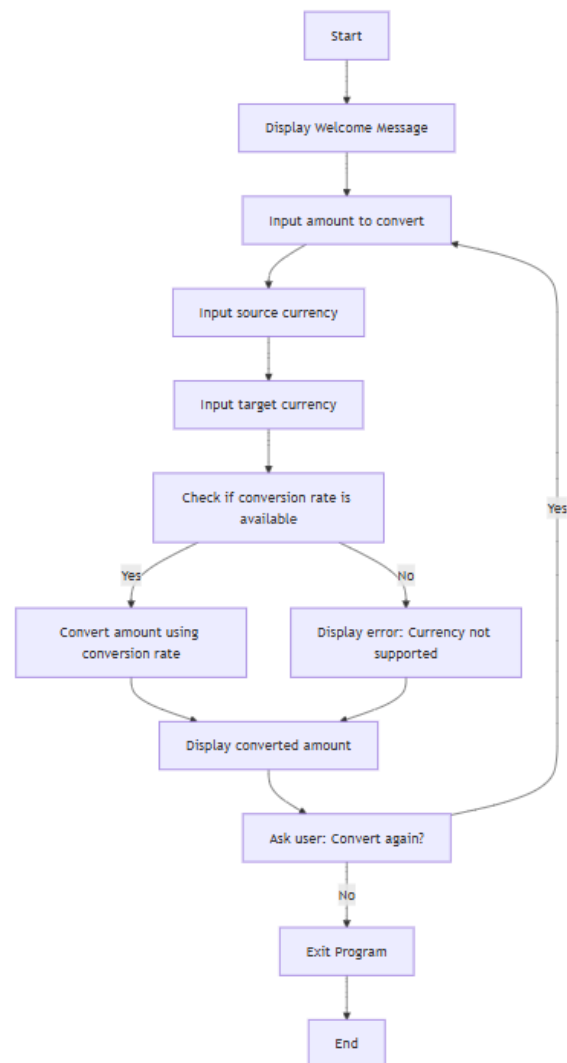 Start
Display Welcome Message
Input amount to convert
Input source currency
Input target currency
Check if conversion rate is
available
Yes
No
Yes
Convert amount using
conversion rate
Display error: Currency not
supported
Display converted amount
Ask user: Convert again?
No
Exit Program
End